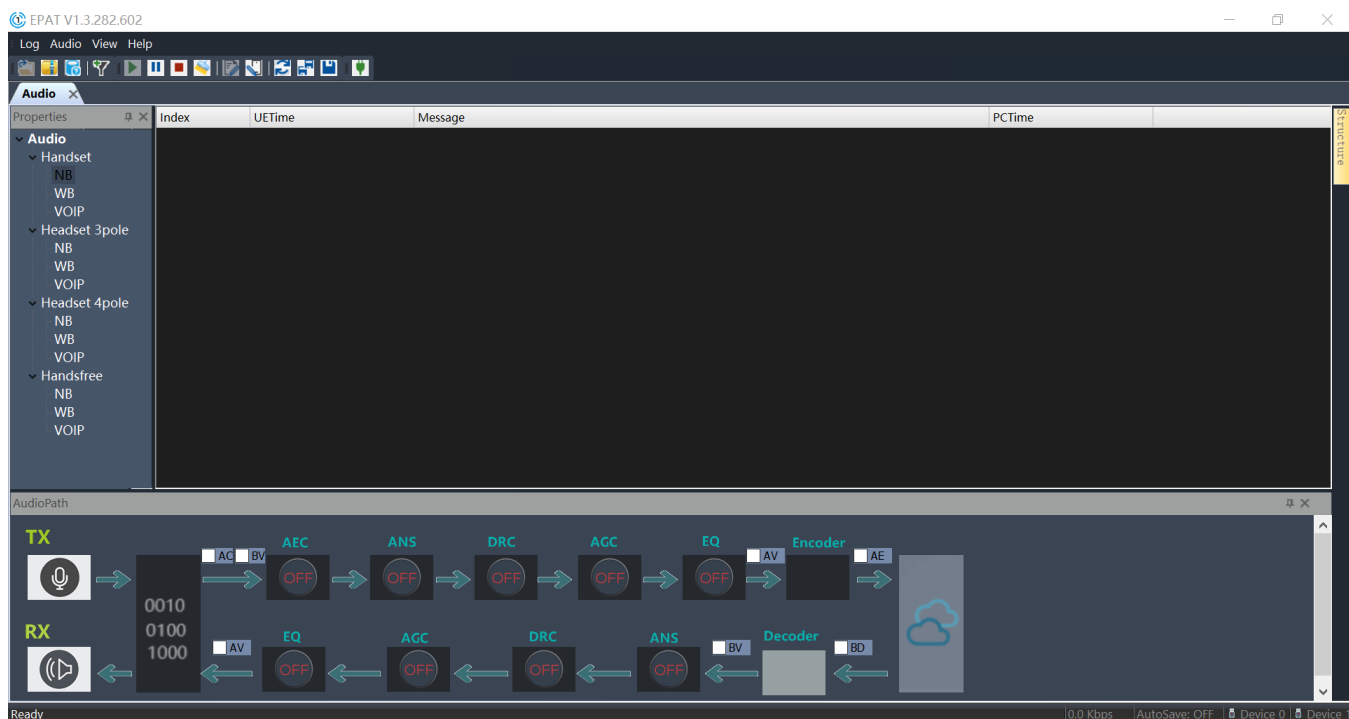 EPAT V1.3.282.602
Log Audio View Help
Audio
Properties
Index UETime Message PCTime
Structure
Audio
Handset
NB
WB
VOIP
Headset 3pole
NB
WB
VOIP
Headset 4pole
NB
WB
VOIP
Handsfree
NB
WB
VOIP
AudioPath
TX
AC BV AEC ANS DRC AGC EQ AV Encoder AE
OFF OFF OFF OFF OFF
0010
0100
1000
RX
AV EQ AGC DRC ANS BV Decoder BD
OFF OFF OFF OFF
Ready 0.0 Kbps AutoSave: OFF Device 0 Device 1